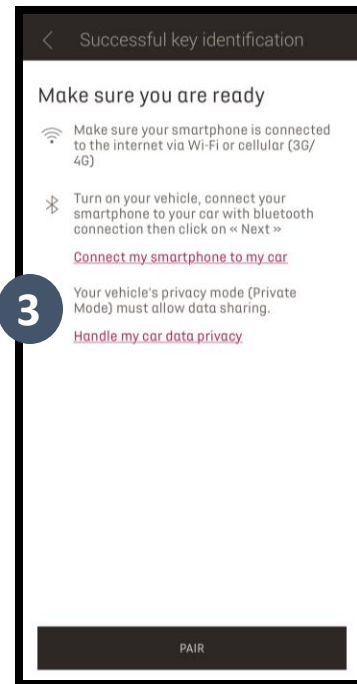 Successful key identification
Make sure you are ready
Make sure your smartphone is connected
to the internet via Wi-Fi or cellular (3G/
4G)
Turn on your vehicle, connect your
smartphone to your car with bluetooth
connection then click on « Next »
Connect my smartphone to my car
3
Your vehicle's privacy mode (Private
Mode) must allow data sharing.
Handle my car data privacy
PAIR